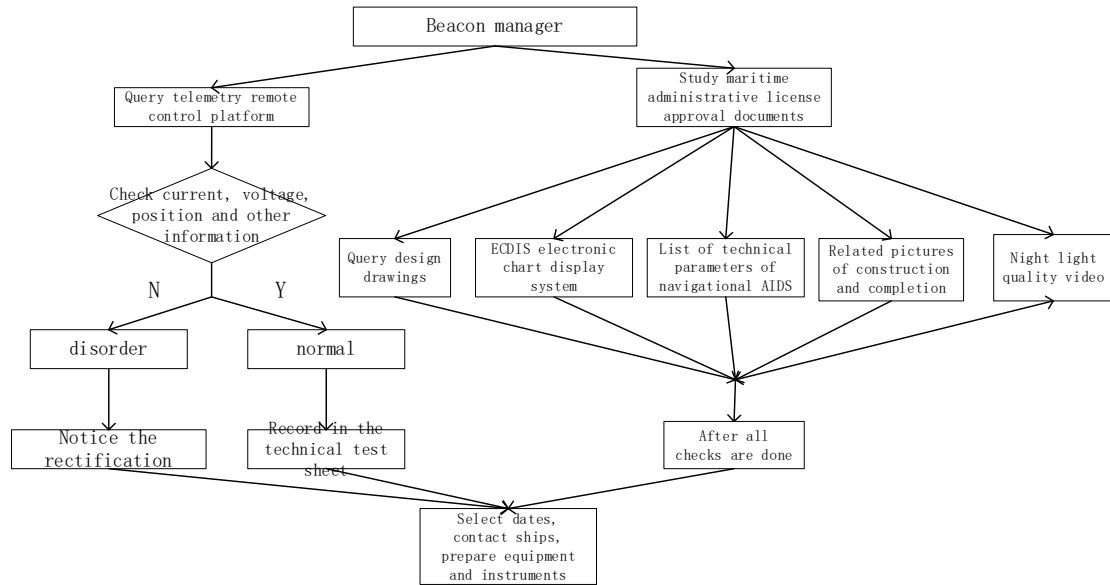 Beacon manager
Query telemetry remote
control platform
Study maritime
administrative license
approval documents
Check current, voltage,
position and other
information
Query design
drawings
ECDIS electronic
chart display
system
List of technical
parameters of
navigational AIDS
Related pictures
of construction
and completion
Night light
quality video
N
Y
disorder
normal
Notice the
rectification
Record in the
technical test
sheet
After all
checks are done
Select dates,
contact ships,
prepare equipment
and instruments